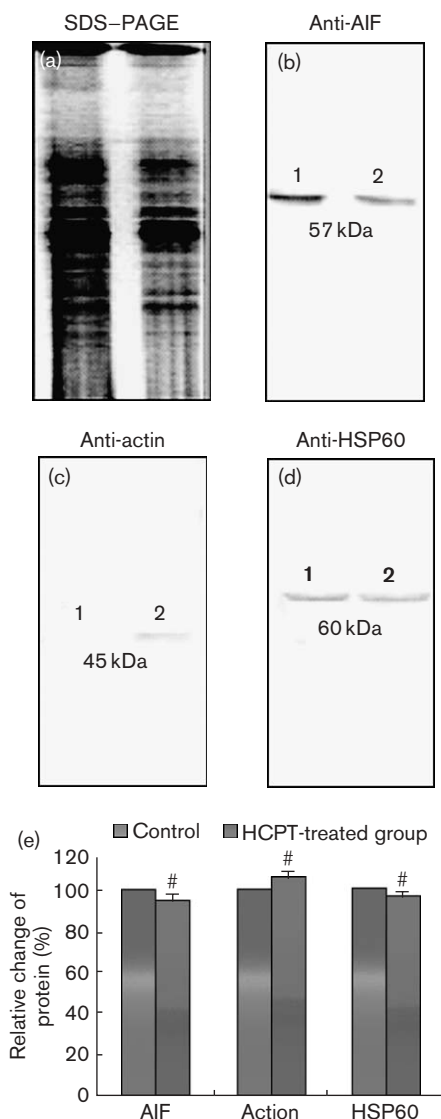 SDS–PAGE
Anti-AIF
(a)
(b)
1 2
57 kDa
Anti-actin
Anti-HSP60
(c)
(d)
1 2
45 kDa
1 2
60 kDa
(e)
Control HCPT-treated group
Relative change of
protein (%)
120
100
80
60
40
20
0
# # #
AIF Action HSP60